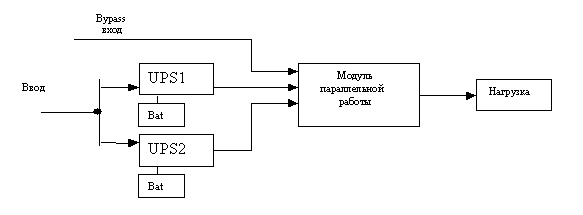 Bypass
вход
Ввод
UPS1
Bat
UPS2
Bat
Модуль
параллельной
работы
Нагрузка